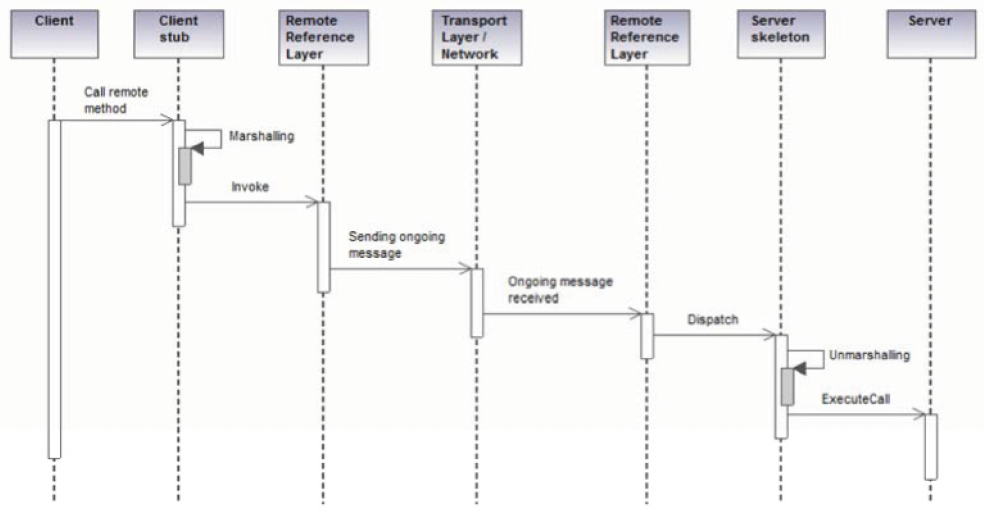 Client
Client
stub
Remote
Reference
Layer
Transport
Layer /
Network
Remote
Reference
Layer
Server
skeleton
Server
Call remote
method
Marshalling
Invoke
Sending ongoing
message
Ongoing message
received
Dispatch
Unmarshalling
ExecuteCall